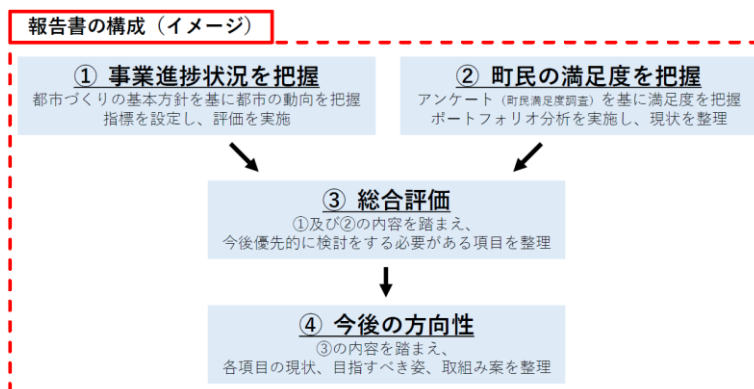 報告書の構成（イメージ）
① 事業進捗状況を把握
都市づくりの基本方針を基に都市の動向を把握
指標を設定し、評価を実施
② 町民の満足度を把握
アンケート（町民満足度調査）を基に満足度を把握
ポートフォリオ分析を実施し、現状を整理
③ 総合評価
①及び②の内容を踏まえ、
今後優先的に検討をする必要がある項目を整理
④ 今後の方向性
③の内容を踏まえ、
各項目の現状、目指すべき姿、取組み案を整理